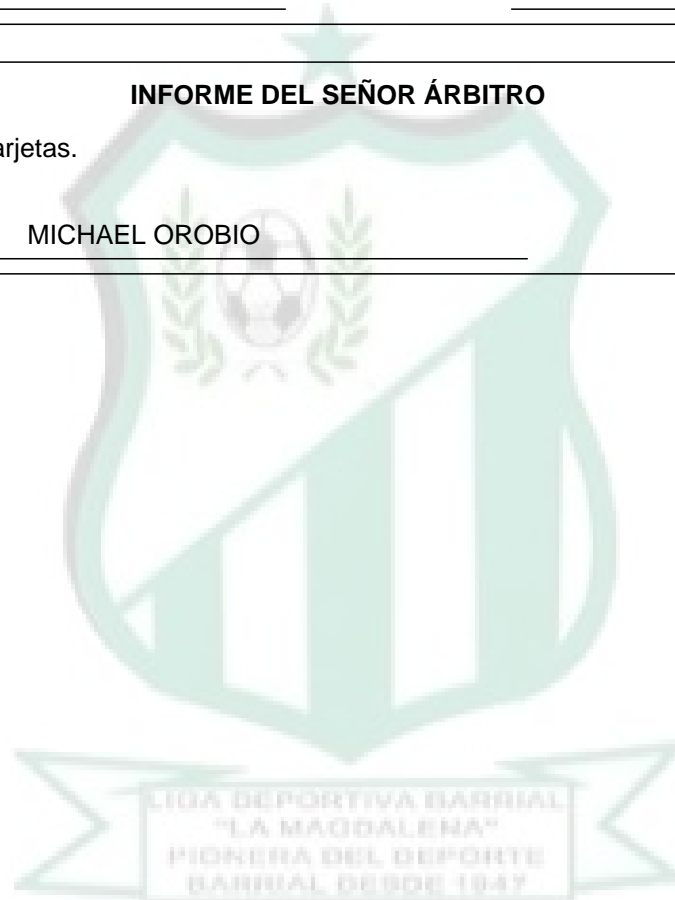 INFORME DEL SEÑOR ÁRBITRO
arjetas.
MICHAEL OROBIO
LIGA DEPORTIVA BARRIAL
"LA MAGDALENA"
PIONERA DEL DEPORTE
BARRIAL DESDE 1947